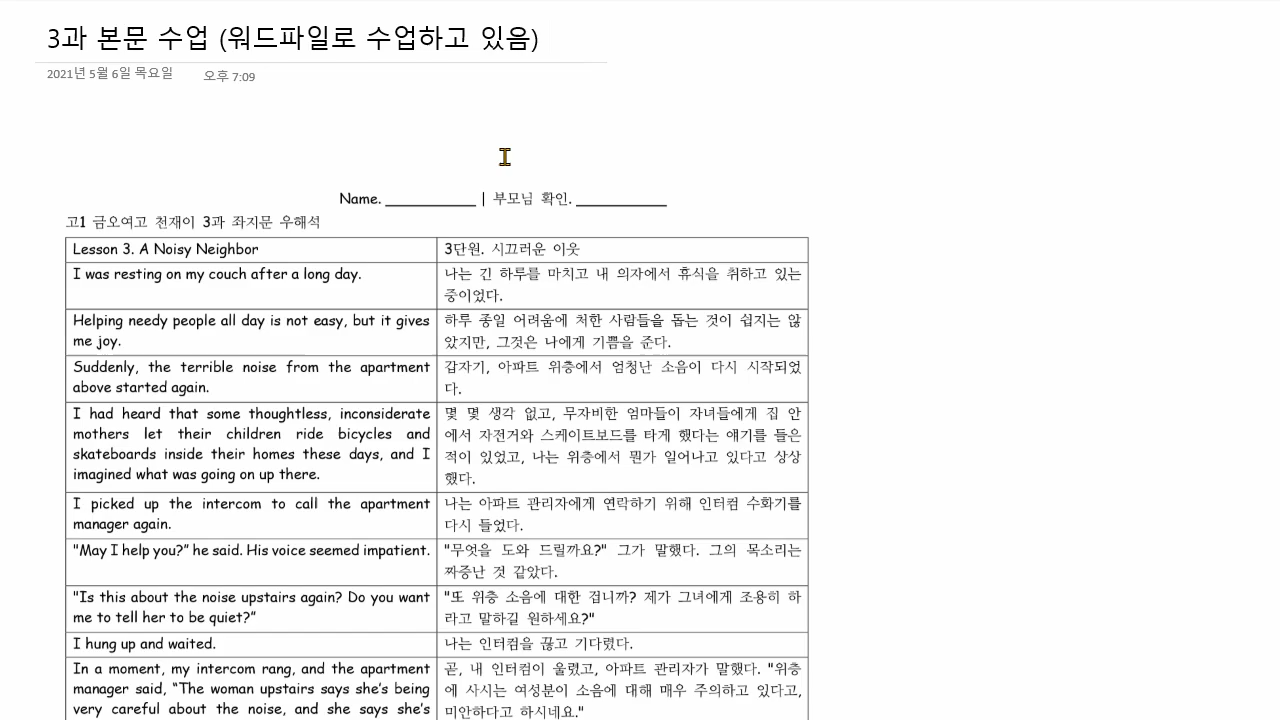 3과 본문 수업 (워드파일로 수업하고 있음)
2021년 5월 6일 목요일 오후 7:09
Name. __________ | 부모님 확인. __________
고1 금오여고 천재이 3과 좌지문 우해석
Lesson 3. A Noisy Neighbor
3단원. 시끄러운 이웃
I was resting on my couch after a long day.
나는 긴 하루를 마치고 내 의자에서 휴식을 취하고 있는
중이었다.
Helping needy people all day is not easy, but it gives
me joy.
하루 종일 어려움에 처한 사람들을 돕는 것이 쉽지는 않
았지만, 그것은 나에게 기쁨을 준다.
Suddenly, the terrible noise from the apartment
above started again.
갑자기, 아파트 위층에서 엄청난 소음이 다시 시작되었
다.
I had heard that some thoughtless, inconsiderate
mothers let their children ride bicycles and
skateboards inside their homes these days, and I
imagined what was going on up there.
몇 몇 생각 없고, 무자비한 엄마들이 자녀들에게 집 안
에서 자전거와 스케이트보드를 타게 했다는 얘기를 들은
적이 있었고, 나는 위층에서 뭔가 일어나고 있다고 상상
했다.
I picked up the intercom to call the apartment
manager again.
나는 아파트 관리자에게 연락하기 위해 인터컴 수화기를
다시 들었다.
"May I help you?” he said. His voice seemed impatient.
"무엇을 도와 드릴까요?" 그가 말했다. 그의 목소리는
짜증난 것 같았다.
"Is this about the noise upstairs again? Do you want
me to tell her to be quiet?”
"또 위층 소음에 대한 겁니까? 제가 그녀에게 조용히 하
라고 말하길 원하세요?"
I hung up and waited.
나는 인터컴을 끊고 기다렸다.
In a moment, my intercom rang, and the apartment
manager said, “The woman upstairs says she’s being
very careful about the noise, and she says she’s
곧, 내 인터컴이 울렸고, 아파트 관리자가 말했다. "위층
에 사시는 여성분이 소음에 대해 매우 주의하고 있다고,
미안하다고 하시네요."